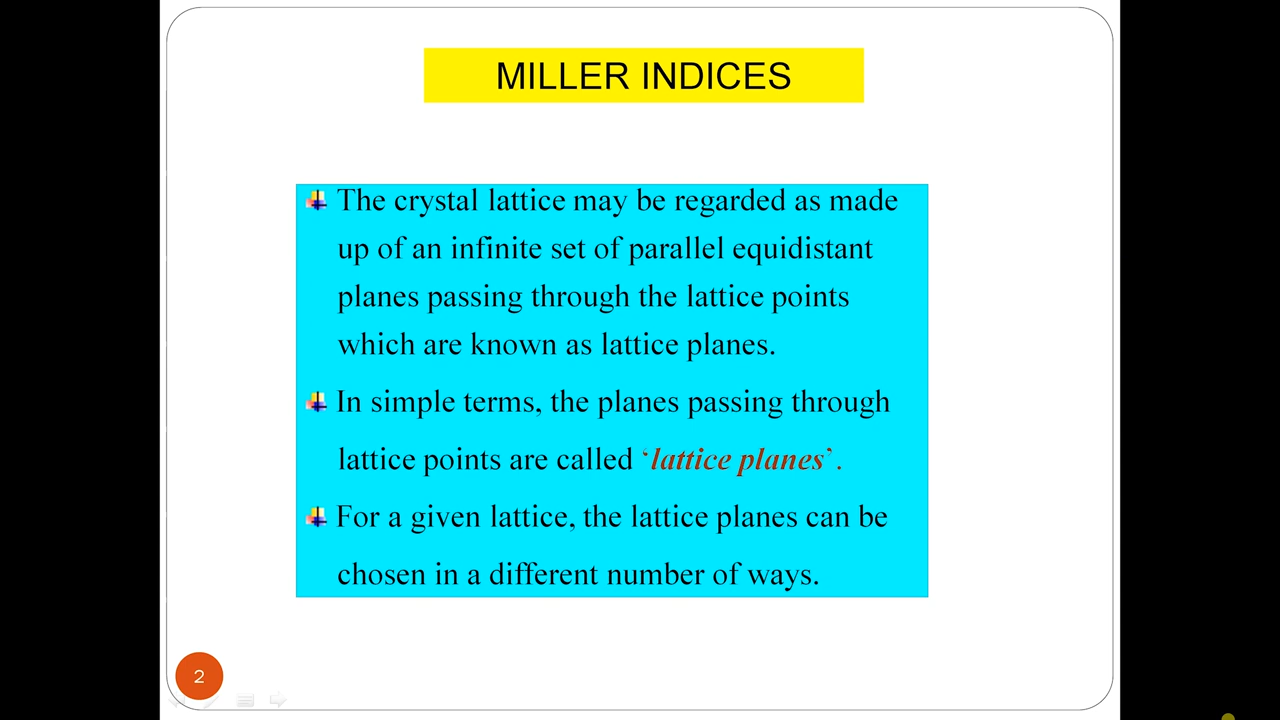 MILLER INDICES
The crystal lattice may be regarded as made
up of an infinite set of parallel equidistant
planes passing through the lattice points
which are known as lattice planes.
In simple terms, the planes passing through
lattice points are called ‘lattice planes’.
For a given lattice, the lattice planes can be
chosen in a different number of ways.
2